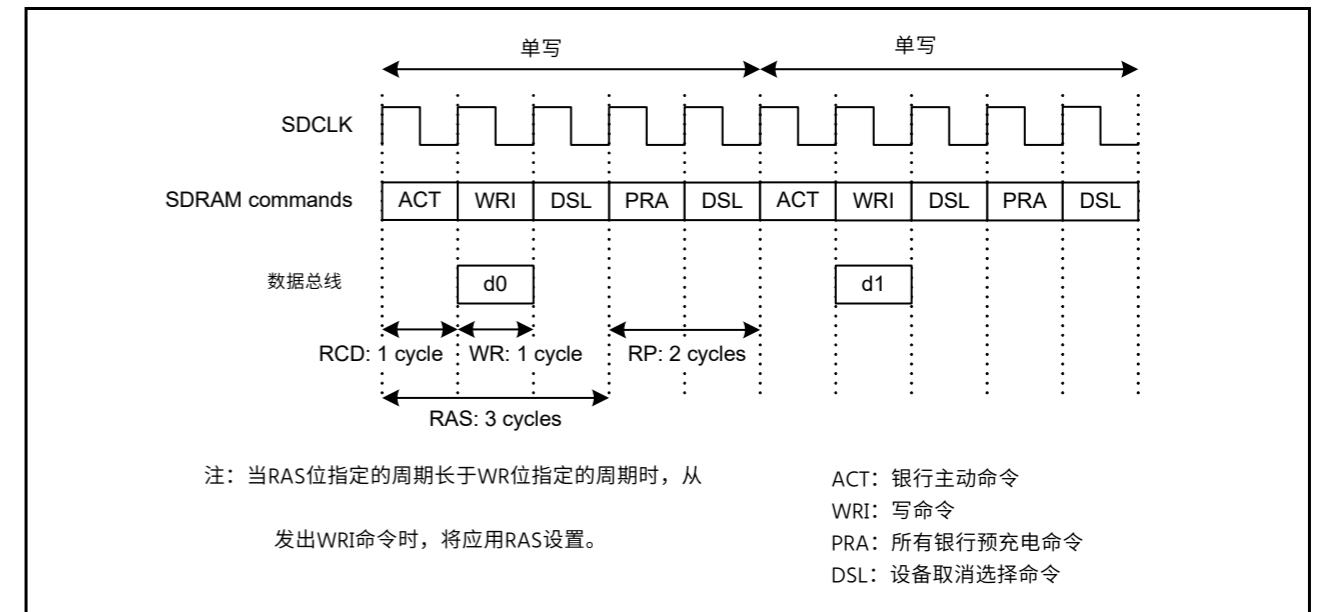 单写 单写
SDCLK
SDRAM commands ACT WRI DSL PRA DSL ACT WRI DSL PRA DSL
数据总线 d0 d1
RCD: 1 cycle WR: 1 cycle RP: 2 cycles
RAS: 3 cycles
注：当RAS位指定的周期长于WR位指定的周期时，从
发出WRI命令时，将应用RAS设置。
ACT：银行主动命令
WRI：写命令
PRA：所有银行预充电命令
DSL：设备取消选择命令